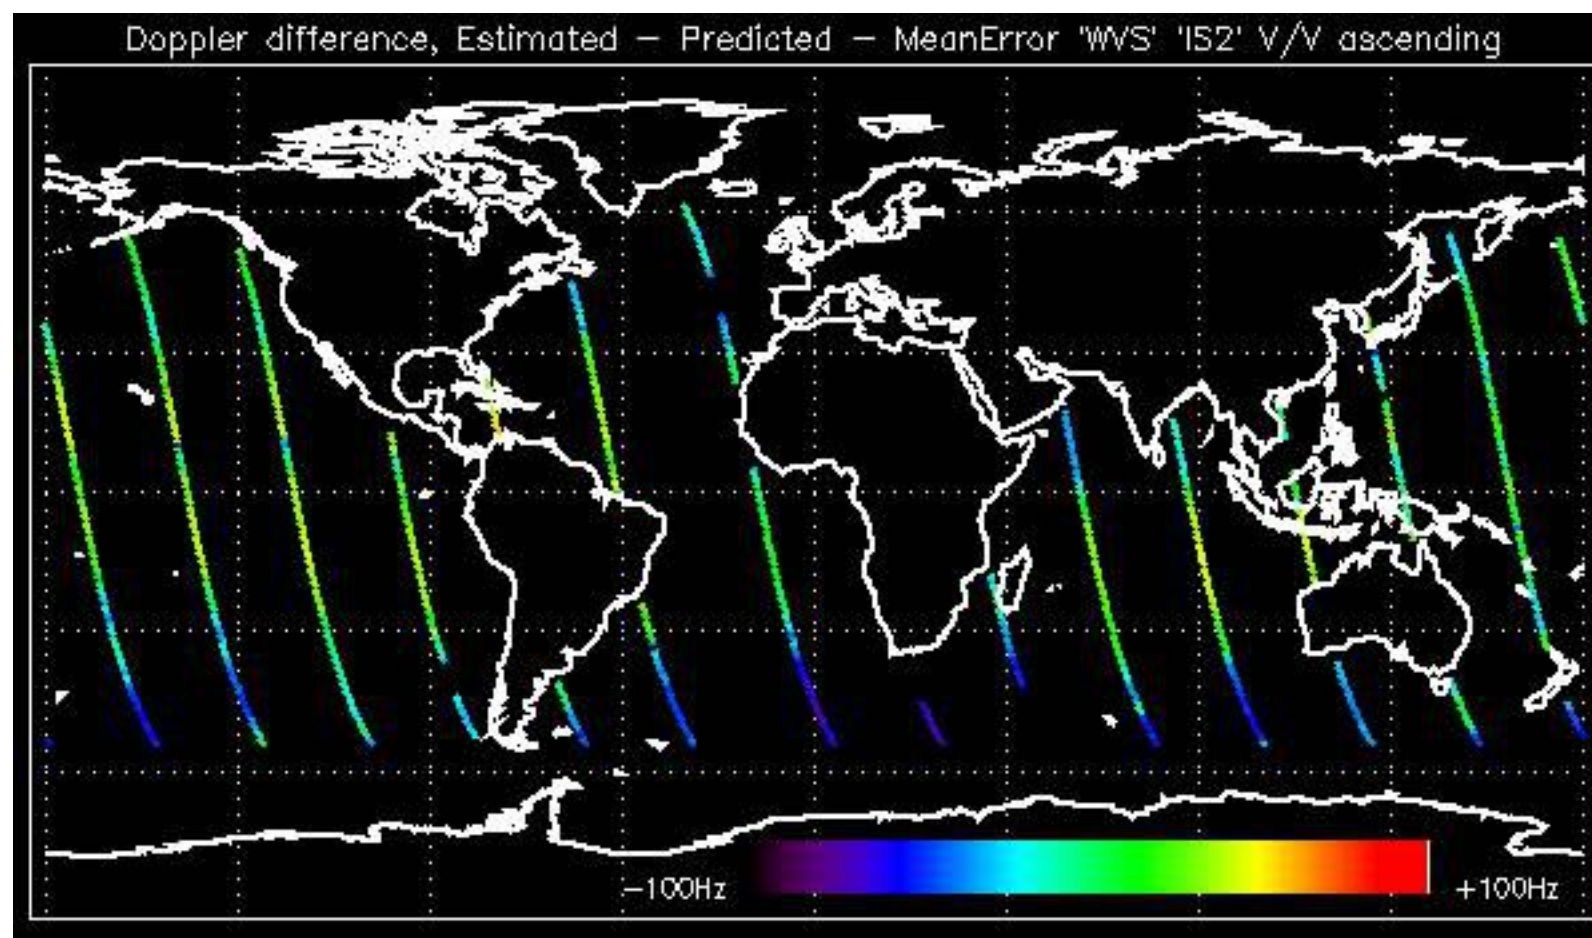 Doppler difference, Estimated – Predicted – MeanError 'WVS' 'IS2' V/V ascending
-100Hz +100Hz